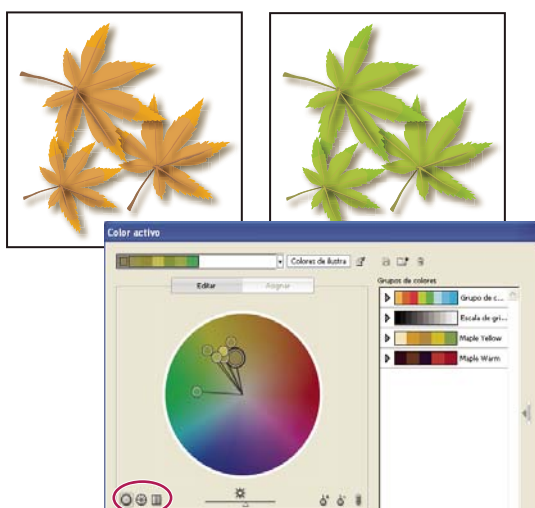 Color activo
Colores de ilustra
Editar
Asignar
Grupos de colores
Grupo de c...
Escala de gri...
Maple Yellow
Maple Warm